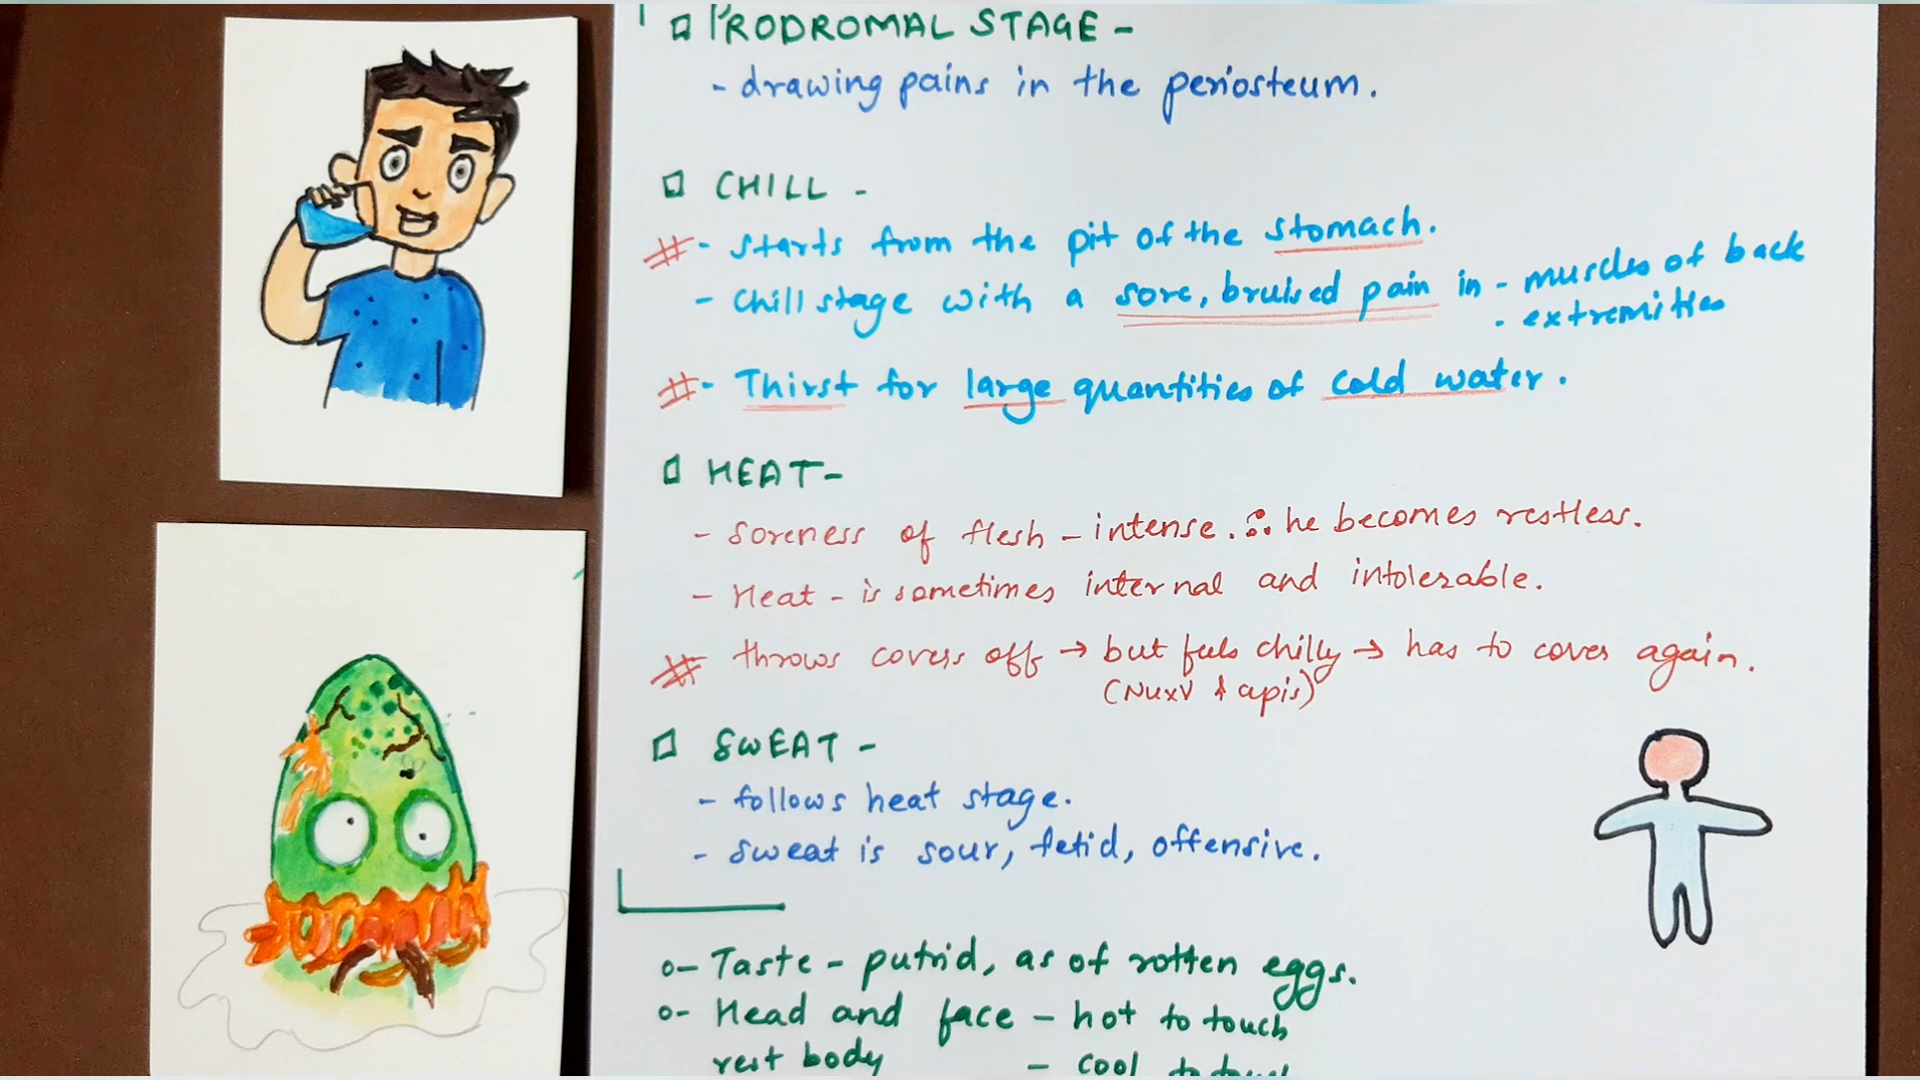 PRODROMAL STAGE -
- drawing pains in the periosteum.
CHILL -
# - starts from the pit of the stomach.
- chill stage with a sore, bruised pain in - muscles of back
. extremities
# - Thirst for large quantities of cold water.
HEAT -
- soreness of flesh - intense. ∴ he becomes restless.
- Heat - is sometimes internal and intolerable.
# throws covers off → but feels chilly → has to cover again.
(Nuxv & apis)
SWEAT -
- follows heat stage.
- sweat is sour, fetid, offensive.
o- Taste - putrid, as of rotten eggs.
o- Head and face - hot to touch
rest body - cool to touch